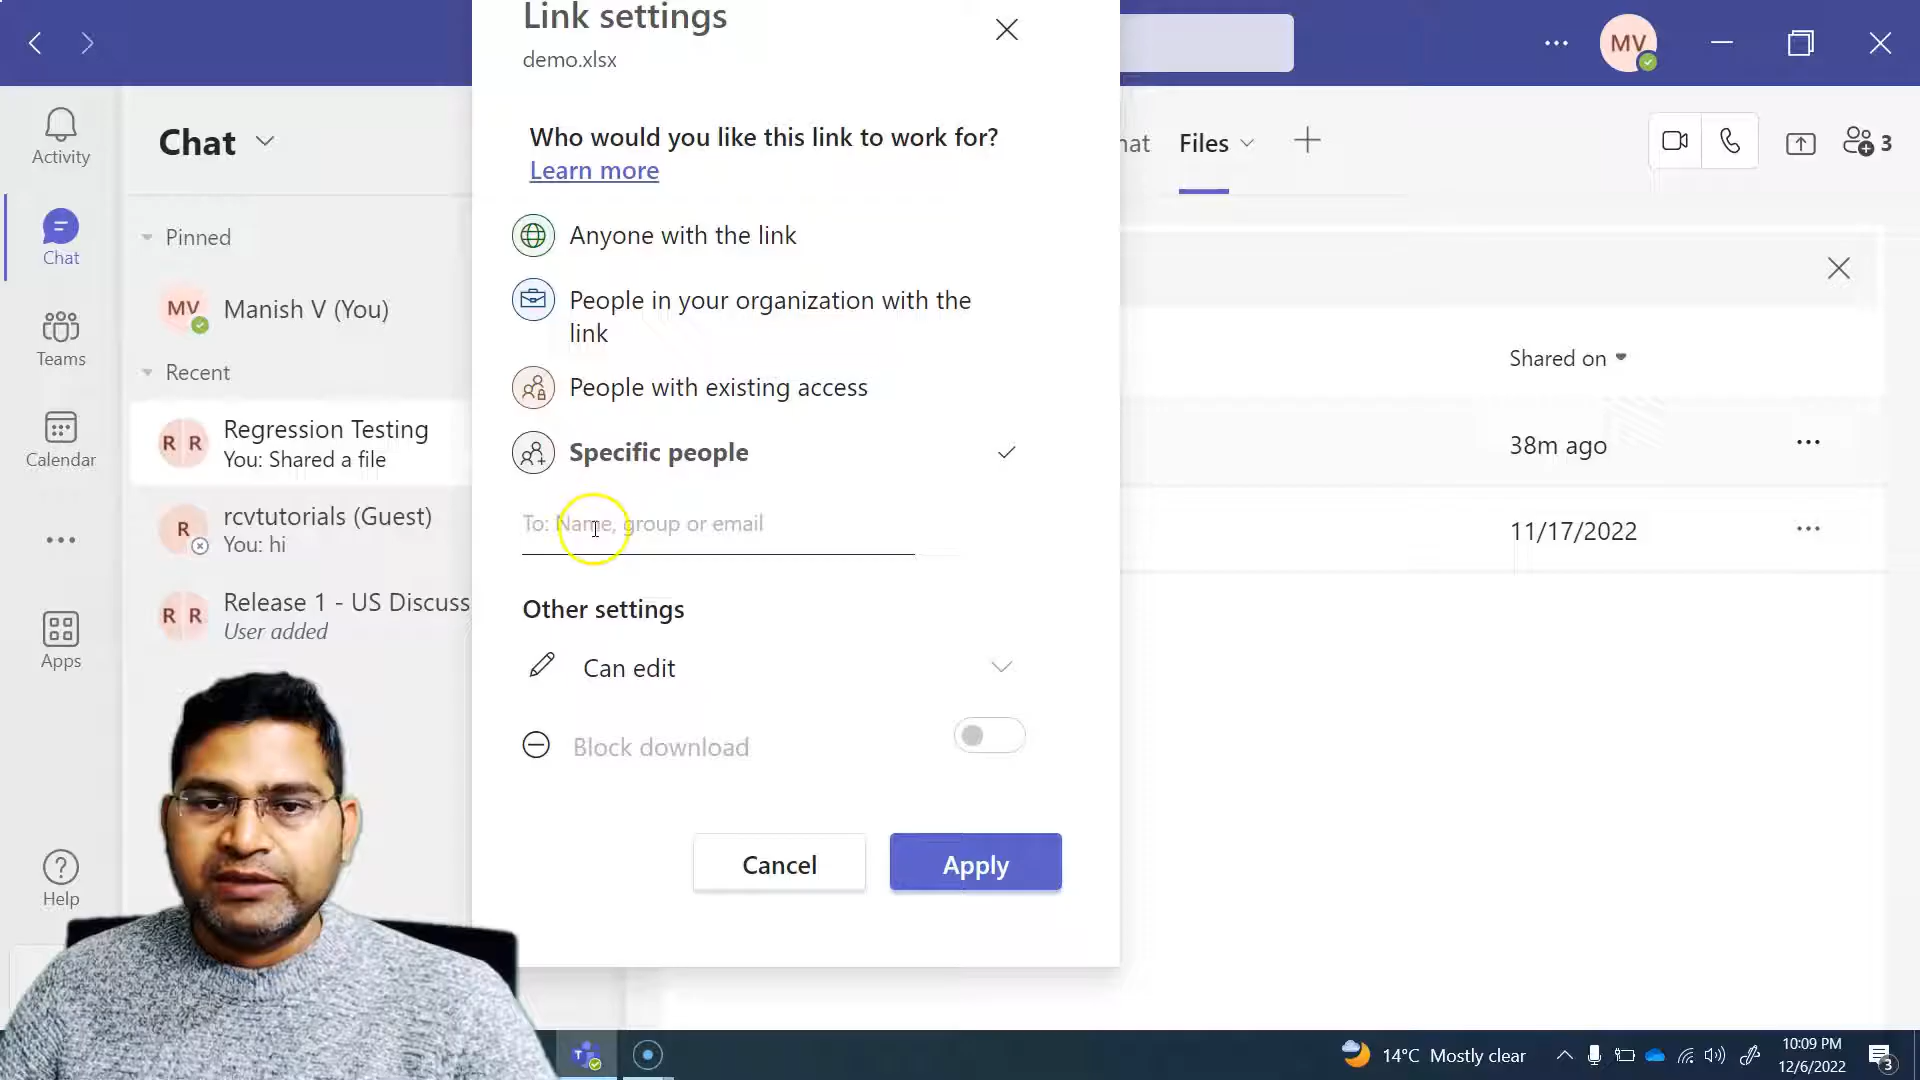 Link settings
demo.xlsx
MV
Who would you like this link to work for?
Learn more
Anyone with the link
People in your organization with the
link
People with existing access
Specific people
To: Name, group or email
Other settings
Can edit
Block download
Cancel
Apply
Activity
Chat
Teams
Calendar
Apps
Help
Chat
Pinned
MV
Manish V (You)
Recent
R R
Regression Testing
You: Shared a file
R
rcvtutorials (Guest)
You: hi
R R
Release 1 - US Discuss
User added
hat
Files
3
Shared on
38m ago
11/17/2022
T
14°C Mostly clear
10:09 PM
12/6/2022
3